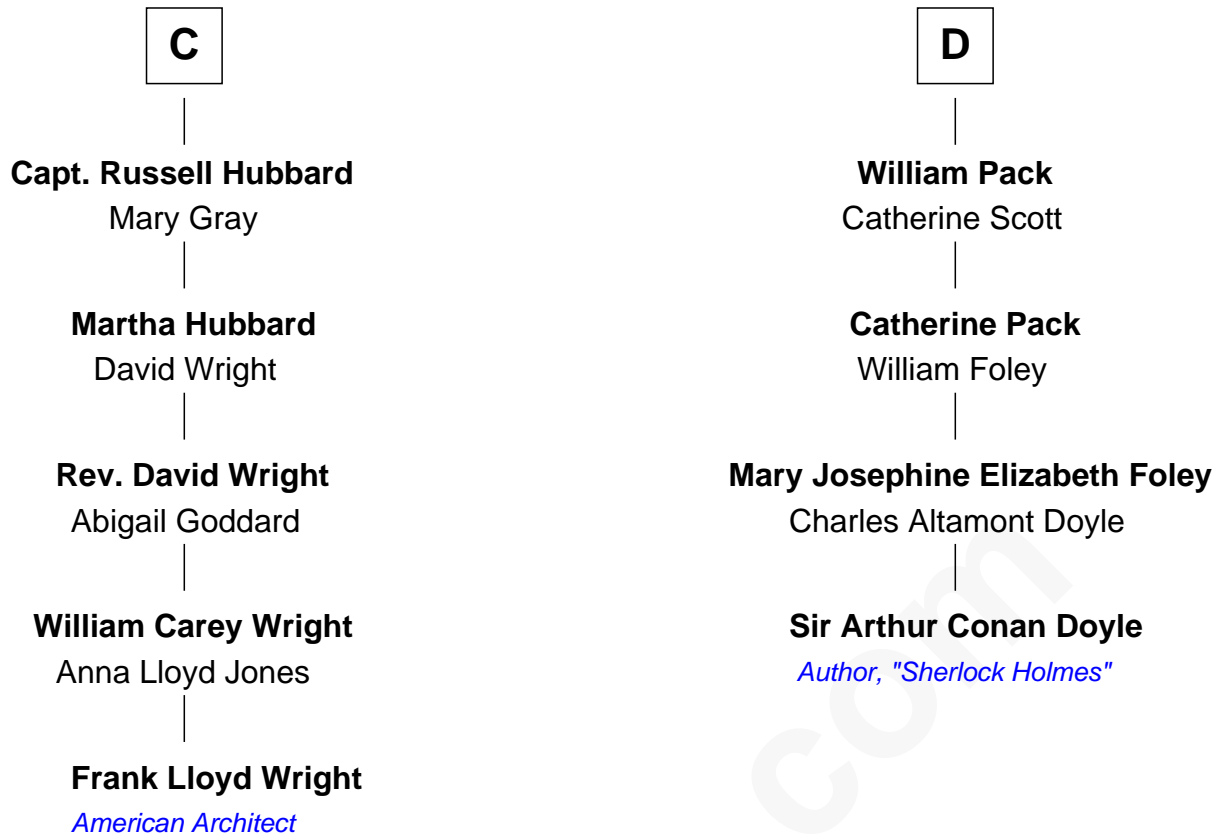 C
Capt. Russell Hubbard
Mary Gray
Martha Hubbard
David Wright
Rev. David Wright
Abigail Goddard
William Carey Wright
Anna Lloyd Jones
Frank Lloyd Wright
American Architect
D
William Pack
Catherine Scott
Catherine Pack
William Foley
Mary Josephine Elizabeth Foley
Charles Altamont Doyle
Sir Arthur Conan Doyle
Author, "Sherlock Holmes"
com